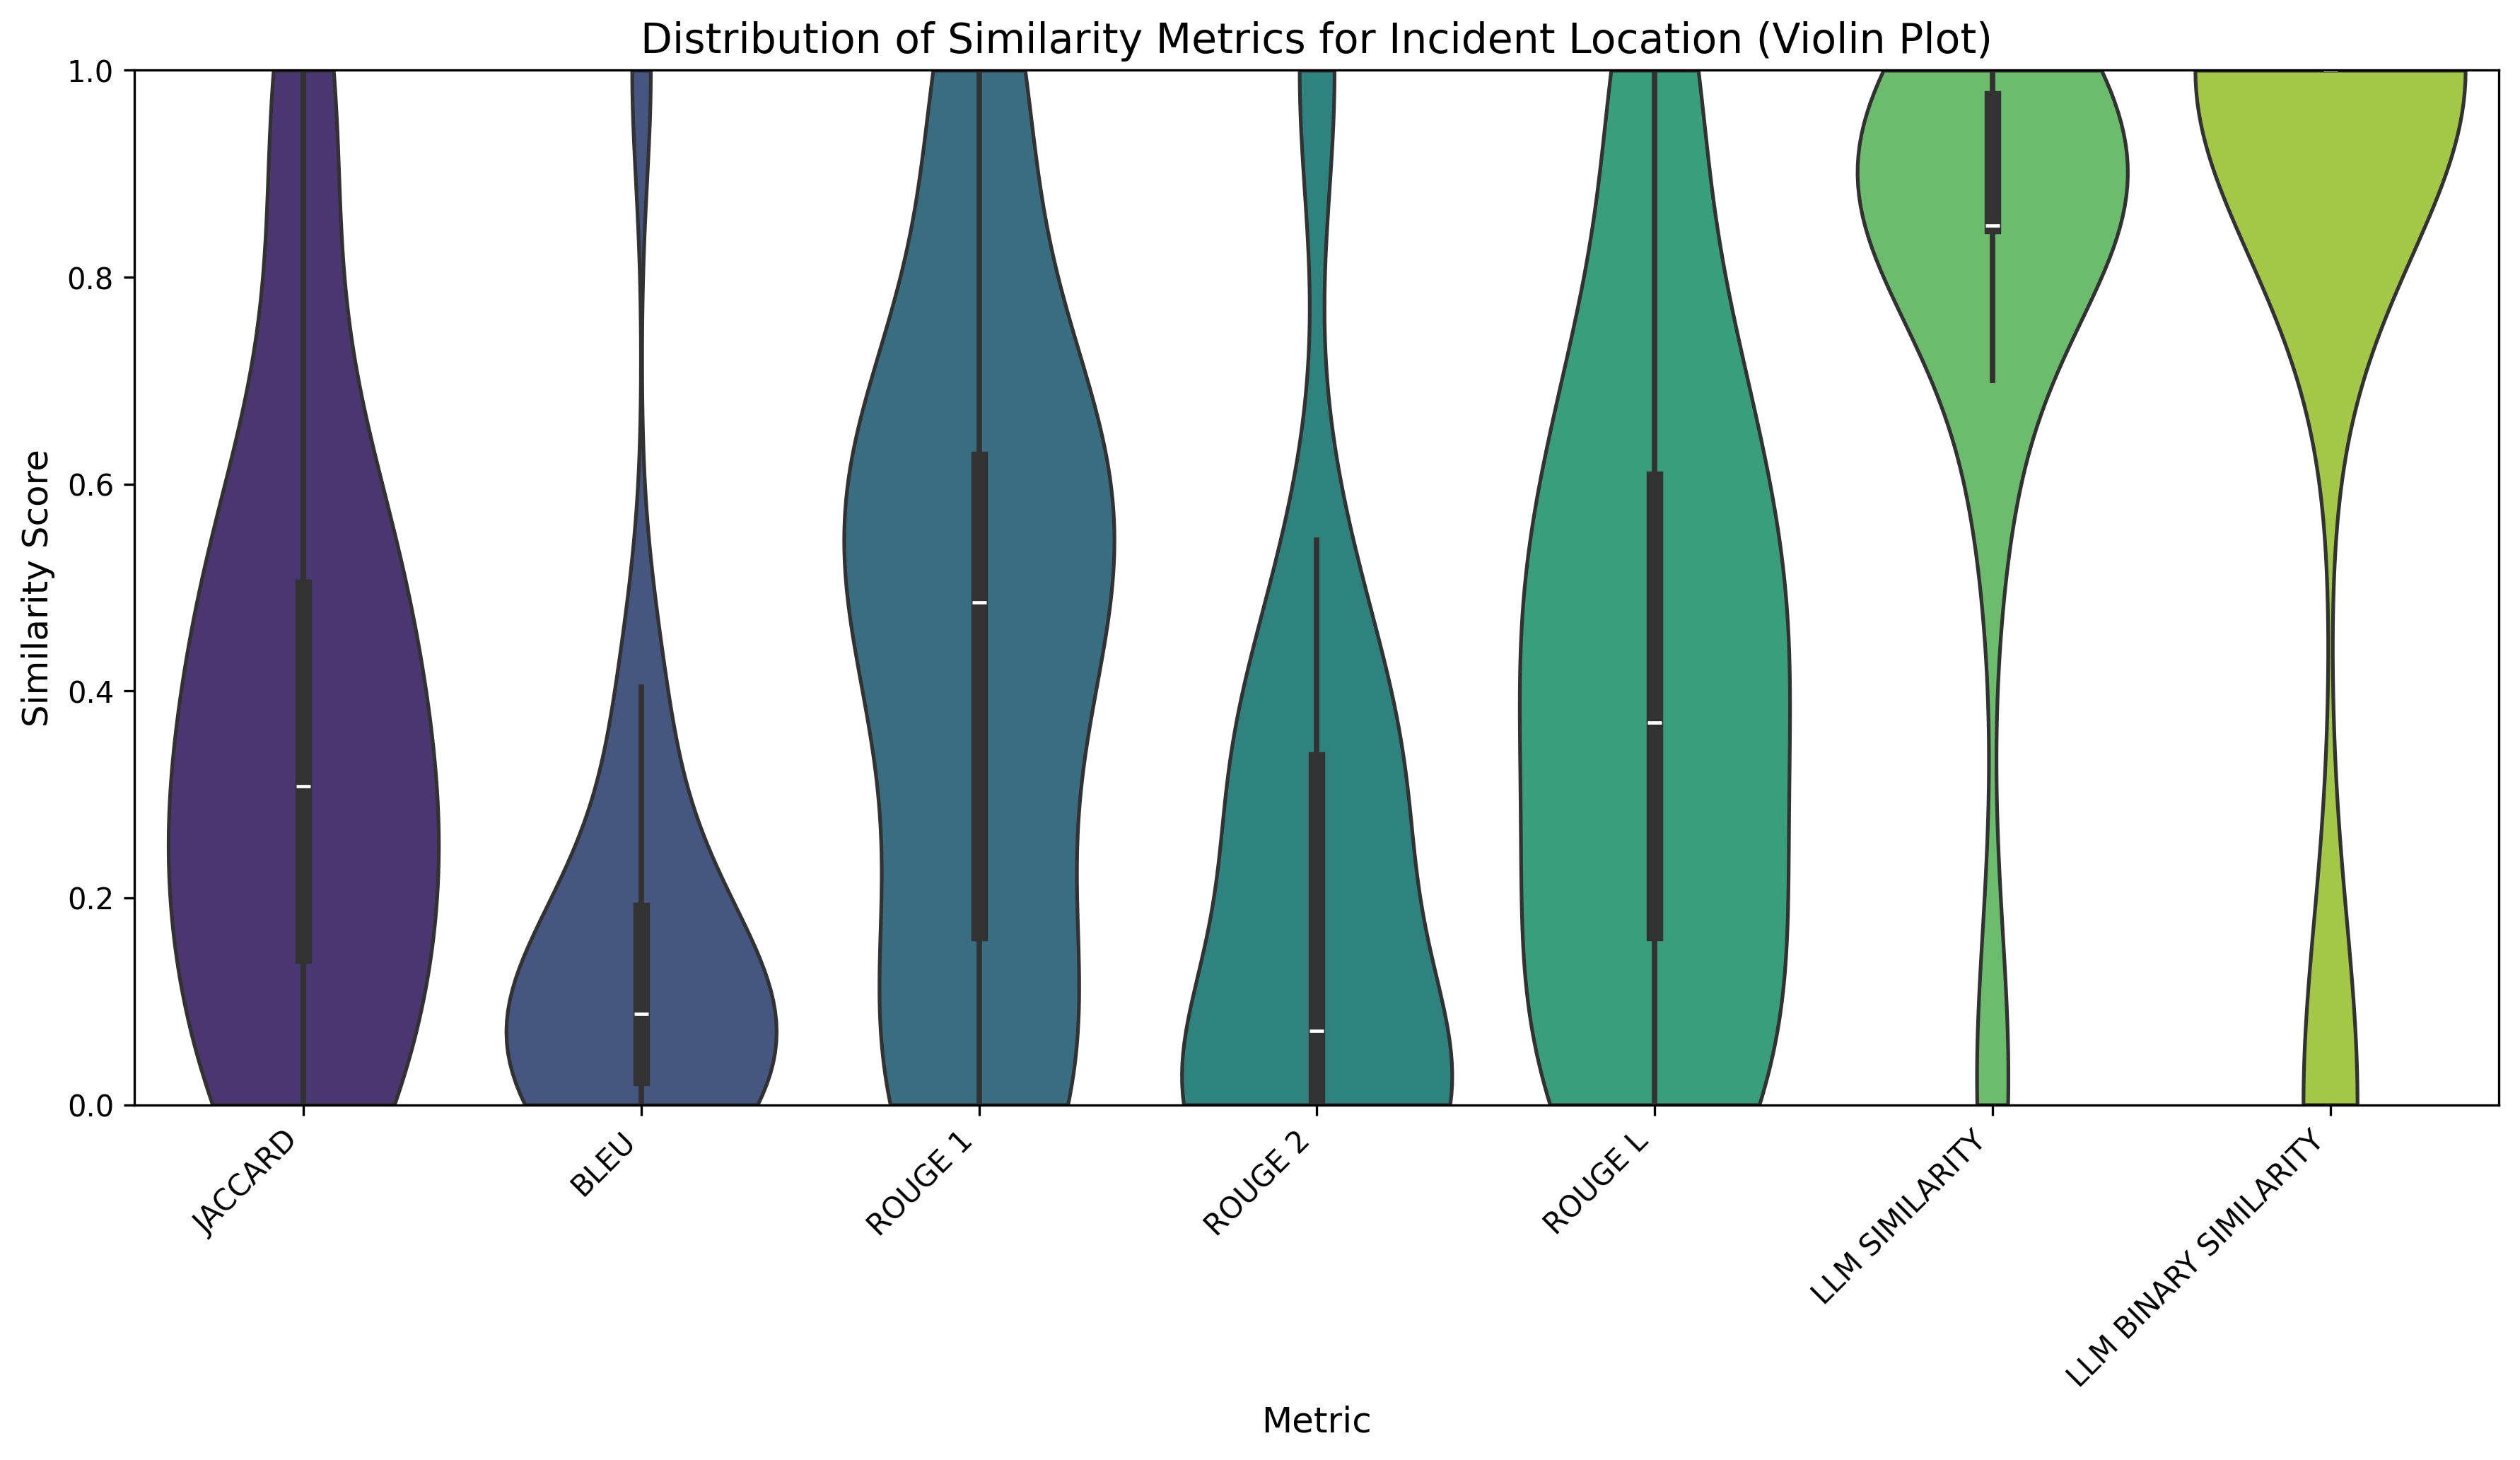 Distribution of Similarity Metrics for Incident Location (Violin Plot)
1.0
0.8
0.6
0.4
0.2
0.0
Similarity Score
JACCARD
BLEU
ROUGE 1
ROUGE 2
ROUGE L
LLM SIMILARITY
LLM BINARY SIMILARITY
Metric